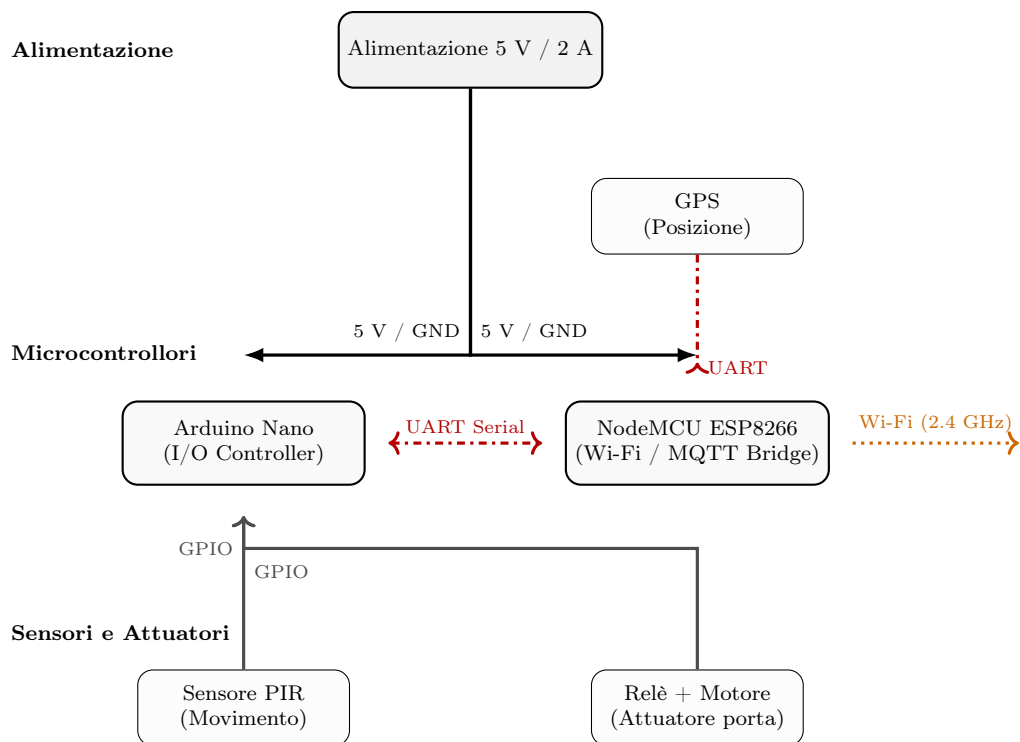 Alimentazione
Alimentazione 5 V / 2 A
GPS
(Posizione)
5 V / GND
5 V / GND
Microcontrollori
UART
Arduino Nano
(I/O Controller)
UART Serial
NodeMCU ESP8266
(Wi-Fi / MQTT Bridge)
Wi-Fi (2.4 GHz)
GPIO
GPIO
Sensori e Attuatori
Sensore PIR
(Movimento)
Relè + Motore
(Attuatore porta)